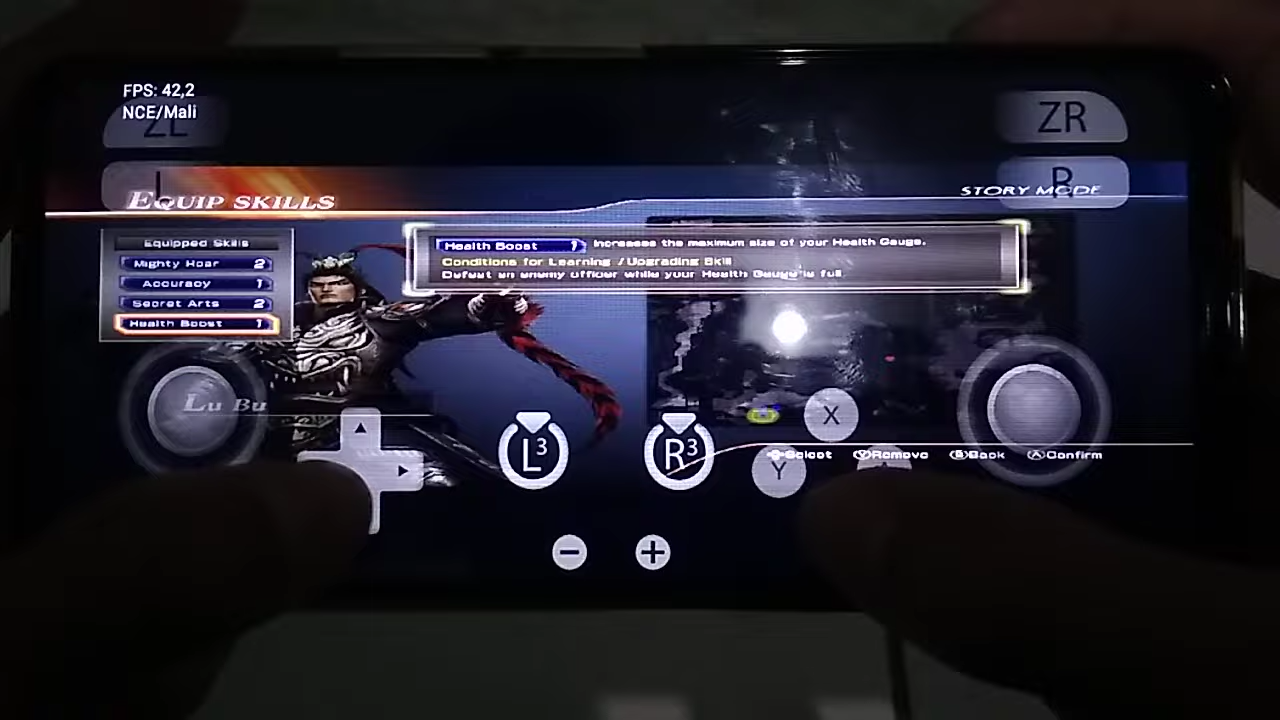 FPS: 42,2
NCE/Mali
ZL
ZR
L
R
EQUIP SKILLS
STORY MODE
Equipped Skills
Mighty Roar 2
Accuracy 1
Secret Arts 2
Health Boost 1
Health Boost 1 Increases the maximum size of your Health Gauge.
Conditions for Learning / Upgrading Skill
Defeat an enemy officer while your Health Gauge is full
LU BU
L3
R3
X
Y
Select Y Remove B Back A Confirm